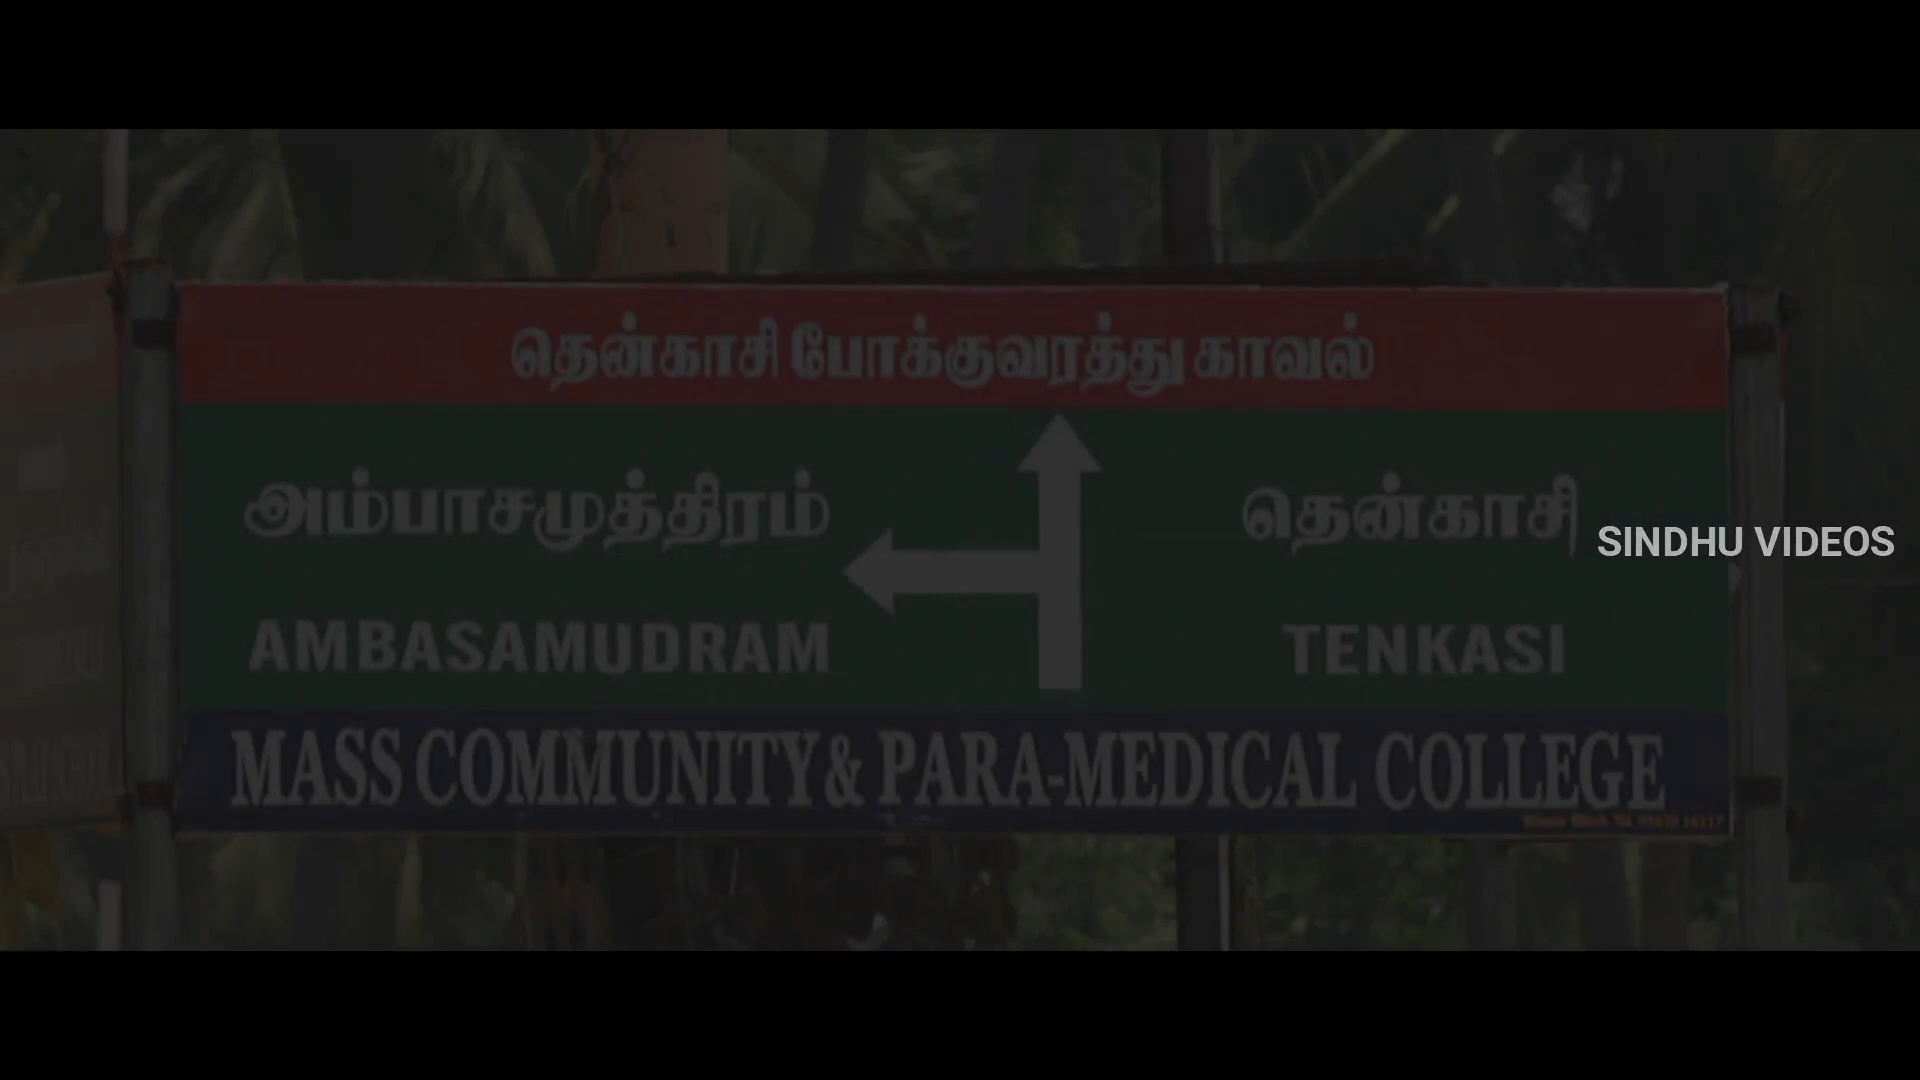 தென்காசி போக்குவரத்து காவல்
அம்பாசமுத்திரம்
தென்காசி
SINDHU VIDEOS
AMBASAMUDRAM
TENKASI
MASS COMMUNITY & PARA-MEDICAL COLLEGE